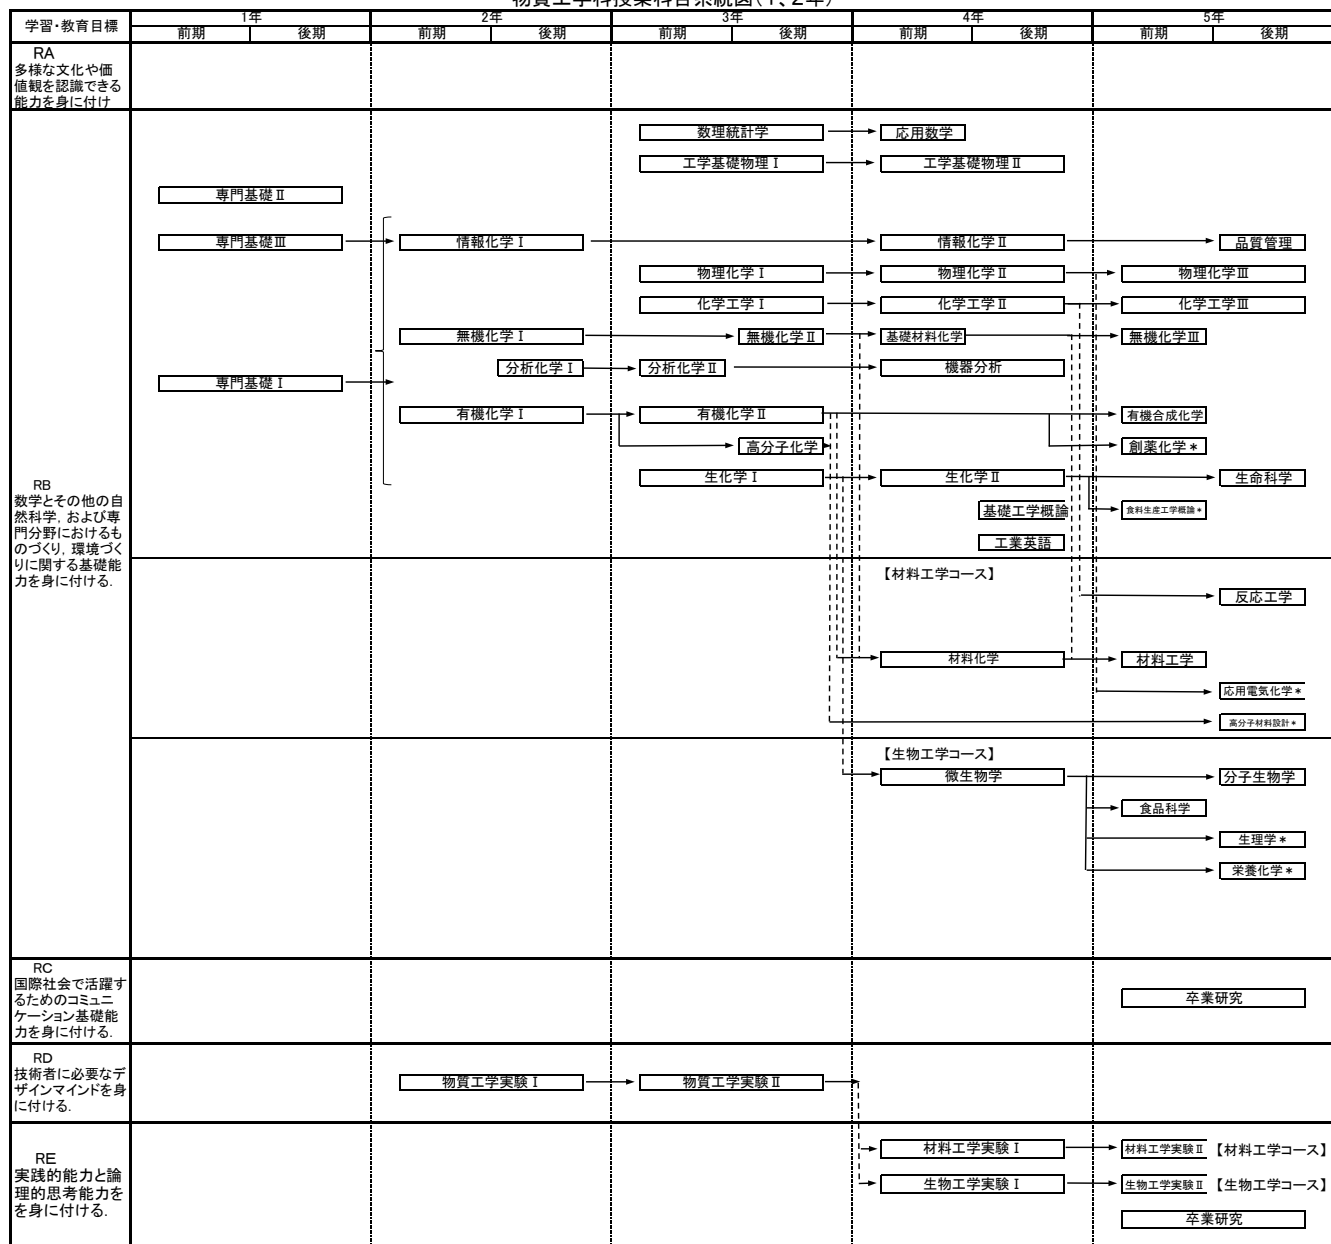 物質工学科授業科目系統図(1、2年)
学習・教育目標
1年
2年
3年
4年
5年
前期
後期
前期
後期
前期
後期
前期
後期
前期
後期
RA
多様な文化や価
値観を認識できる
能力を身に付け
RB
数学とその他の自
然科学, および専
門分野におけるも
のづくり, 環境づく
りに関する基礎能
力を身に付ける.
数理統計学
応用数学
工学基礎物理Ⅰ
工学基礎物理Ⅱ
専門基礎Ⅱ
専門基礎Ⅲ
情報化学Ⅰ
情報化学Ⅱ
品質管理
物理化学Ⅰ
物理化学Ⅱ
物理化学Ⅲ
化学工学Ⅰ
化学工学Ⅱ
化学工学Ⅲ
無機化学Ⅰ
無機化学Ⅱ
基礎材料化学
無機化学Ⅲ
分析化学Ⅰ
分析化学Ⅱ
機器分析
専門基礎Ⅰ
有機化学Ⅰ
有機化学Ⅱ
有機合成化学
高分子化学
創薬化学*
生化学Ⅰ
生化学Ⅱ
生命科学
基礎工学概論
食料生産工学概論*
工業英語
【材料工学コース】
反応工学
材料化学
材料工学
応用電気化学*
高分子材料設計*
【生物工学コース】
微生物学
分子生物学
食品科学
生理学*
栄養化学*
RC
国際社会で活躍す
るためのコミュニ
ケーション基礎能
力を身に付ける.
卒業研究
RD
技術者に必要なデ
ザインマインドを身
に付ける.
物質工学実験Ⅰ
物質工学実験Ⅱ
RE
実践的能力と論
理的思考能力を
を身に付ける.
材料工学実験Ⅰ
材料工学実験Ⅱ 【材料工学コース】
生物工学実験Ⅰ
生物工学実験Ⅱ 【生物工学コース】
卒業研究